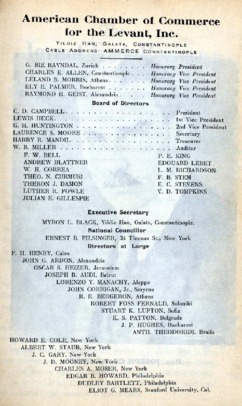 American Chamber of Commerce
for the Levant, Inc.
YILDIZ HAN, GALATA, CONSTANTINOPLE
CABLE ADDRESS: AMMERCE CONSTANTINOPLE
G. BIE RAVNDAL, Zurich . . . . Honorary President
CHARLES E. ALLEN, Constantinople . Honorary Vice President
LELAND B. MORRIS, Athens . . . . Honorary Vice President
ELY E. PALMER, Bucharest . . . . Honorary Vice President
RAYMOND H. GEIST, Alexandria . . . Honorary Vice President
Board of Directors
C. D. CAMPBELL . . . . President
LEWIS HECK . . . . 1st Vice President
G. H. HUNTINGTON . . . . 2nd Vice President
LAURENCE S. MOORE . . . . Secretary
HARRY R. MANDIL . . . . Treasurer
W. B. MILLER . . . . Auditor
F. W. BELL P. E. KING
ANDREW BLATTNER EDOUARD LEBET
W. H. CORREA L. M. RICHARDSON
THEO. N. CURMUSI F. B. STEM
THERON J. DAMON E. C. STEVENS
LUTHER R. FOWLE V. D. TOMPKINS
JULIAN E. GILLESPIE
Executive Secretary
MYRON L. BLACK, Yildiz Han, Galata, Constantinople.
National Councillor
ERNEST B. FILSINGER, 24 Thomas St., New York
Directors at Large
F. H. HENRY, Cairo
JOHN G. ARDON, Alexandria
OSCAR S. HEIZER, Jerusalem
JOSEPH B. AUDI, Beirut
LORENZO Y. MANACHY, Aleppo
JOHN CORRIGAN, Jr., Smyrna
R. E. BERGERON, Athens
ROBERT FOSS FERNALD, Saloniki
STUART K. LUPTON, Sofia
K. S. PATTON, Belgrade
J. P. HUGHES, Bucharest
ANTH. THEODORIDI, Braila
HOWARD E. COLE, New York
ALBERT W. STAUB, New York
J. C. GARY, New York
J. D. MOONEY, New York
CHARLES A. MOSER, New York
EDGAR B. HOWARD, Philadelphia
DUDLEY BARTLETT, Philadelphia
ELIOT G. MEARS, Stanford University, Cal.